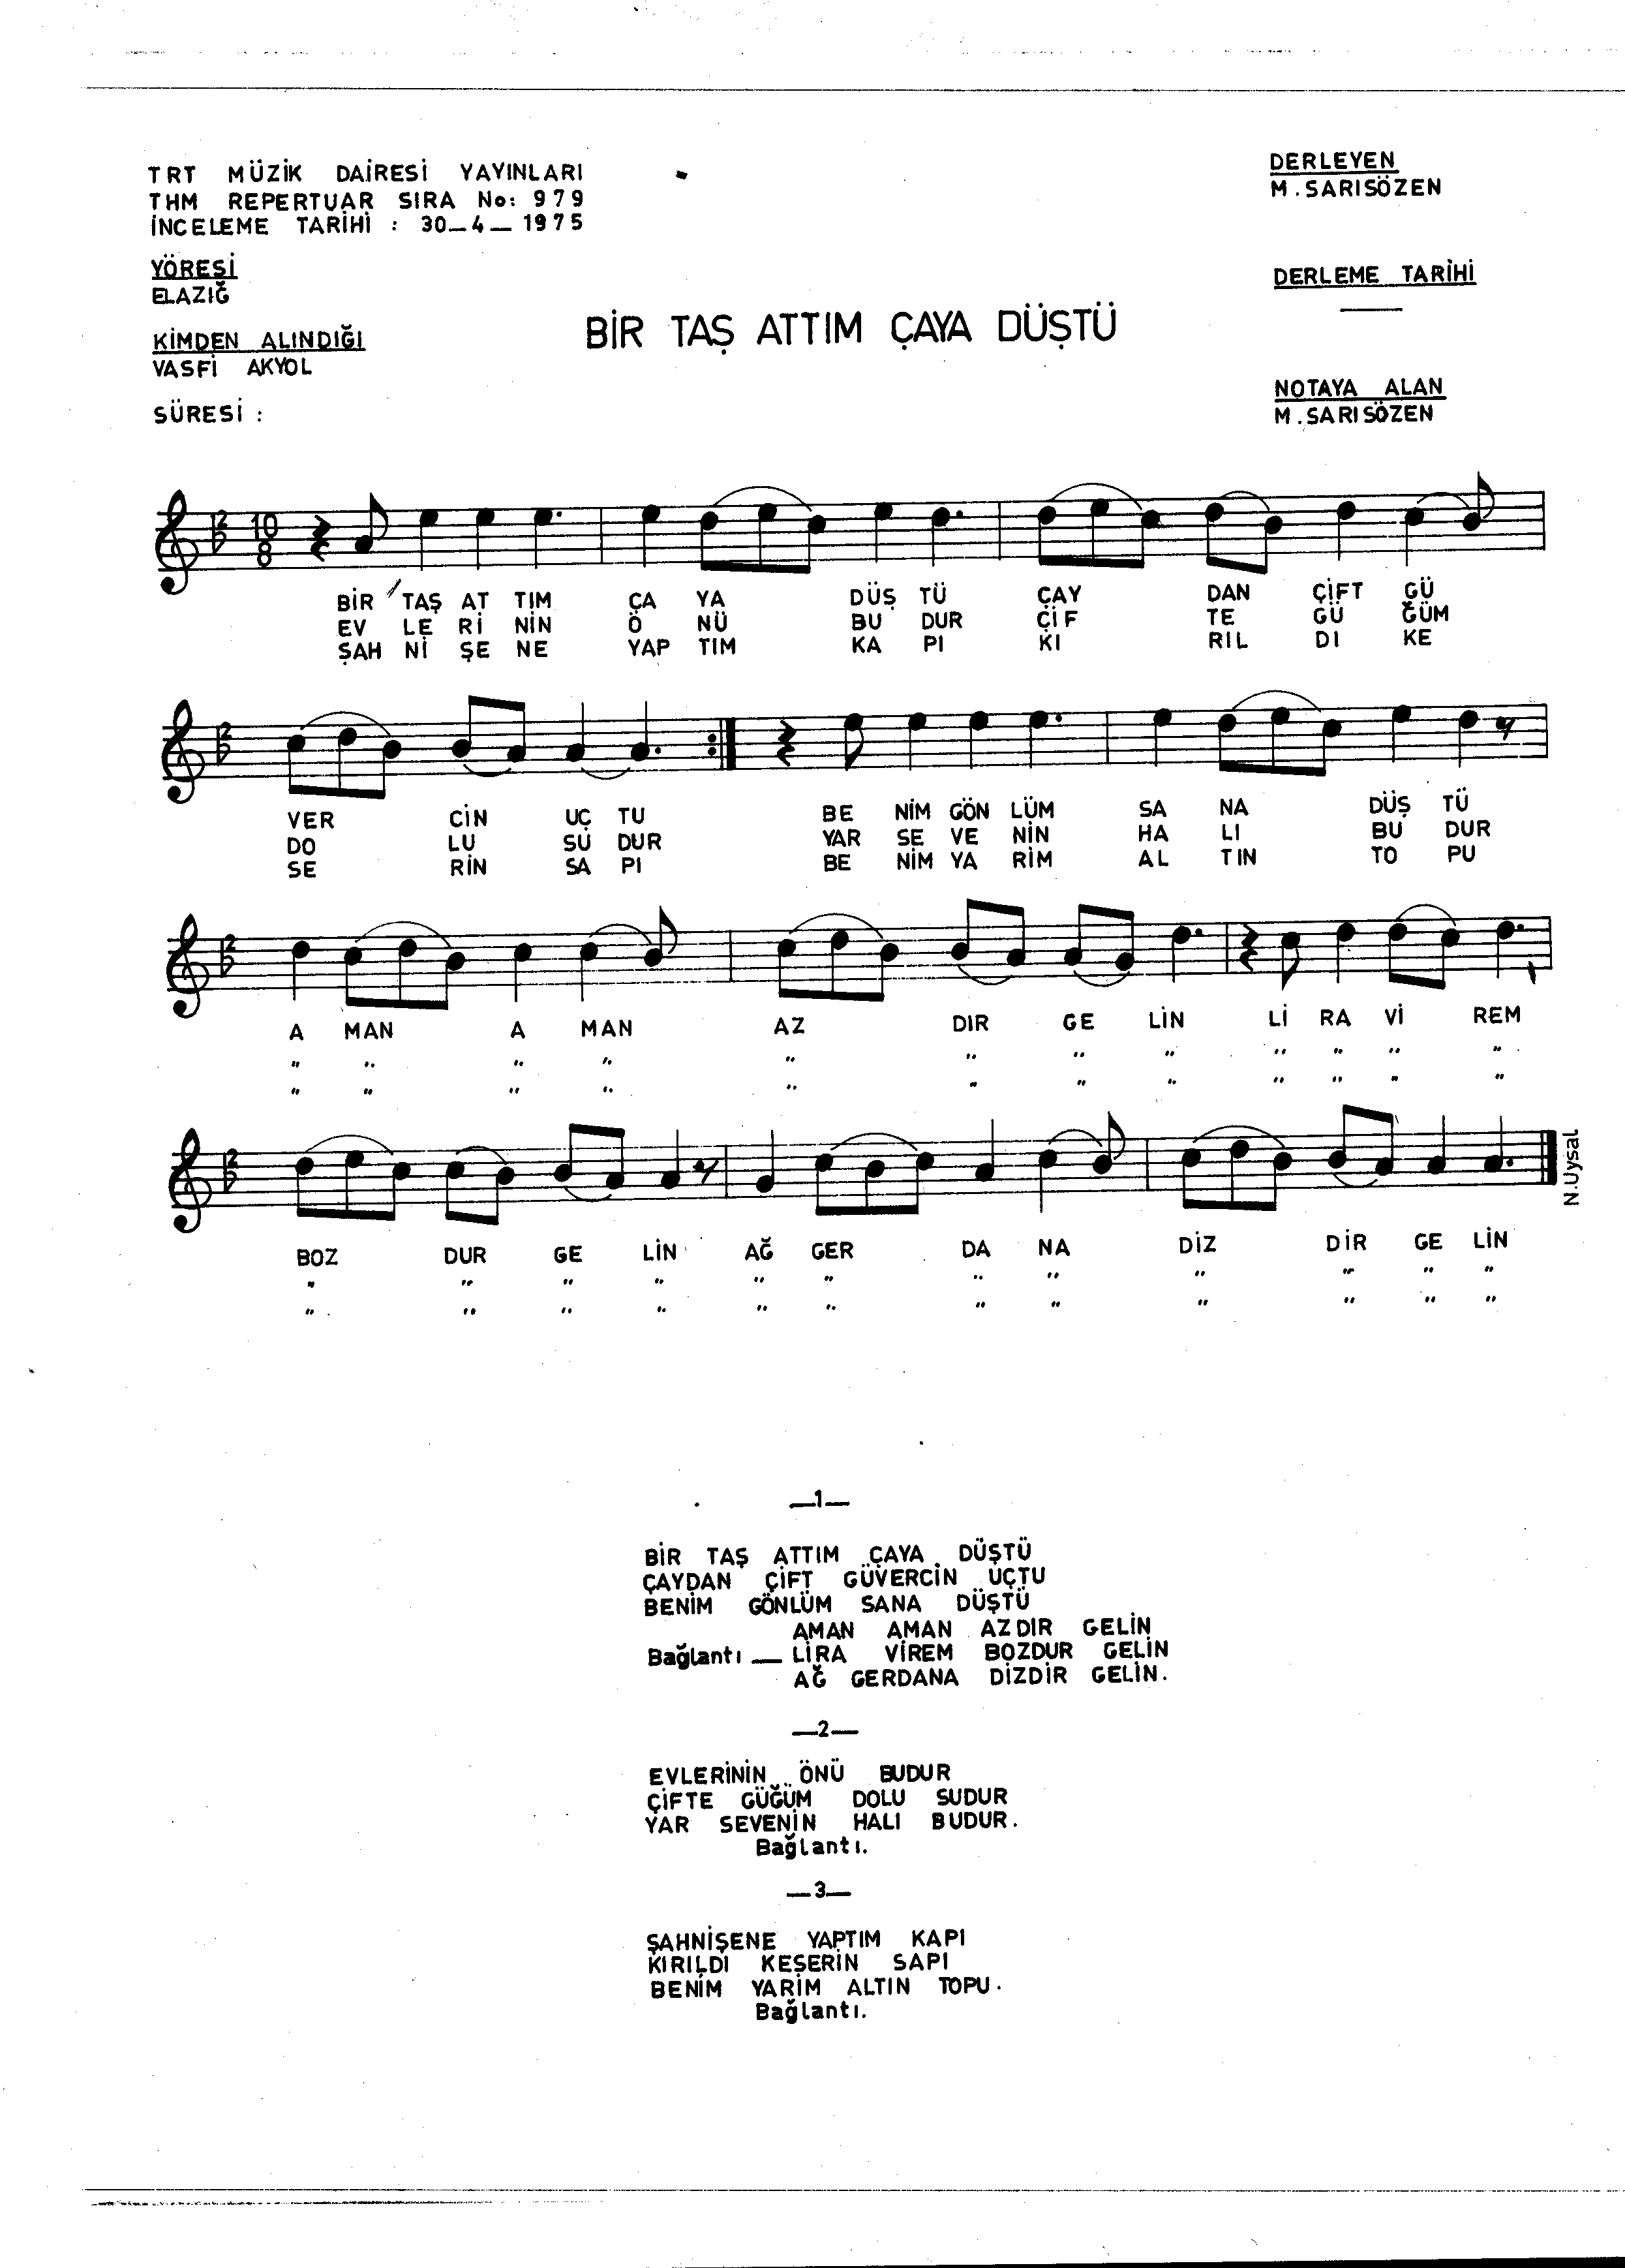 TRT MÜZİK DAİRESİ YAYINLARI
THM REPERTUAR SIRA No: 979
İNCELEME TARİHİ : 30_4_1975
DERLEYEN
M.SARISÖZEN
YÖRESİ
ELAZIĞ
DERLEME TARİHİ
BİR TAŞ ATTIM ÇAYA DÜŞTÜ
KİMDEN ALINDIĞI
VASFİ AKYOL
NOTAYA ALAN
M.SARISÖZEN
SÜRESİ :
10
8
BİR TAŞ AT TIM ÇA YA DÜŞ TÜ ÇAY DAN ÇİFT GÜ
EV LE Rİ NİN Ö NÜ BU DUR ÇİF TE GÜ ĞÜM
ŞAH Nİ ŞE NE YAP TIM KA PI KI RIL DI KE
VER CİN UÇ TU BE NİM GÖN LÜM SA NA DÜŞ TÜ
DO LU SU DUR YAR SE VE NİN HA LI BU DUR
SE RİN SA PI BE NİM YA RİM AL TIN TO PU
A MAN A MAN AZ DIR GE LİN Lİ RA Vİ REM
" " " " " " " " " " " "
" " " " " " " " " " " "
BOZ DUR GE LİN AĞ GER DA NA DİZ DİR GE LİN
" " " " " " " " " " " "
" " " " " " " " " " " "
N.Uysal
_1_
BİR TAŞ ATTIM ÇAYA DÜŞTÜ
ÇAYDAN ÇİFT GÜVERCİN UÇTU
BENİM GÖNLÜM SANA DÜŞTÜ
AMAN AMAN AZDIR GELİN
Bağlantı _ LİRA VİREM BOZDUR GELİN
AĞ GERDANA DİZDİR GELİN.
_2_
EVLERİNİN ÖNÜ BUDUR
ÇİFTE GÜĞÜM DOLU SUDUR
YAR SEVENİN HALI BUDUR.
Bağlantı.
_3_
ŞAHNİŞENE YAPTIM KAPI
KIRILDI KESERİN SAPI
BENİM YARİM ALTIN TOPU.
Bağlantı.